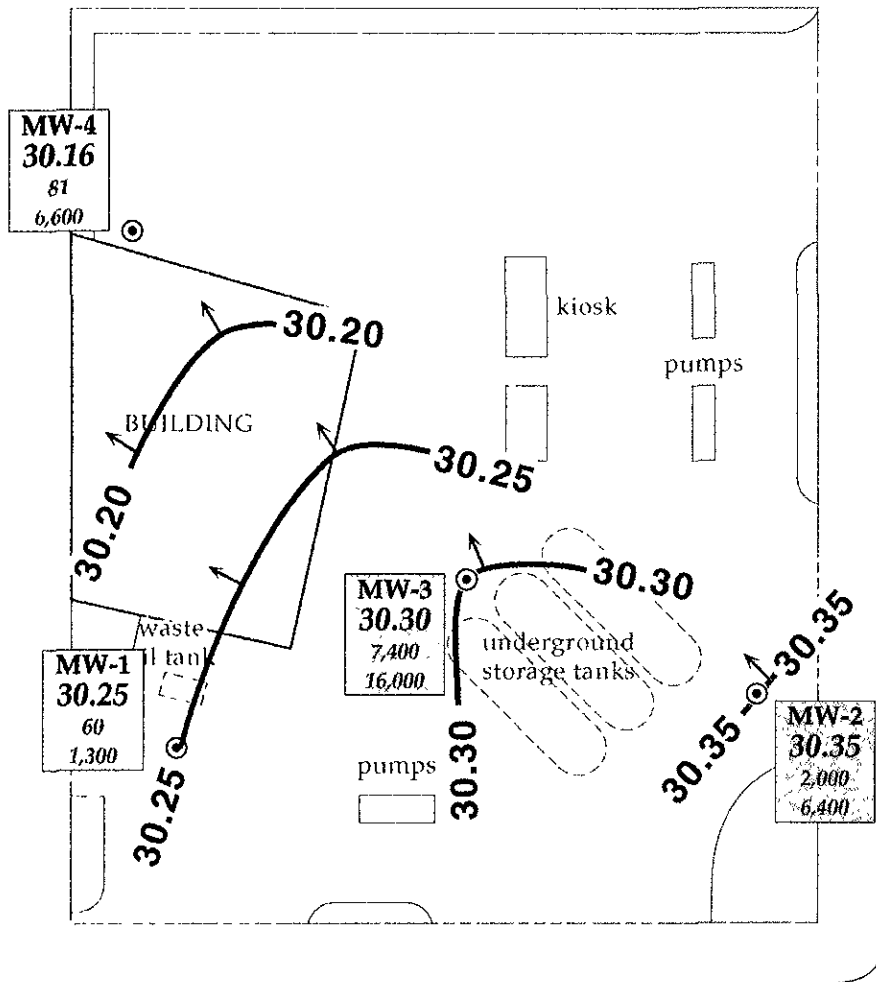 MW-4
30.16
81
6,600
30.20
kiosk
pumps
BUILDING
30.25
30.20
MW-3
30.30
7,400
16,000
30.30
underground
storage tanks
waste
il tank
MW-1
30.25
60
1,300
30.35
30.35
MW-2
30.35
2,000
6,400
30.30
pumps
30.25